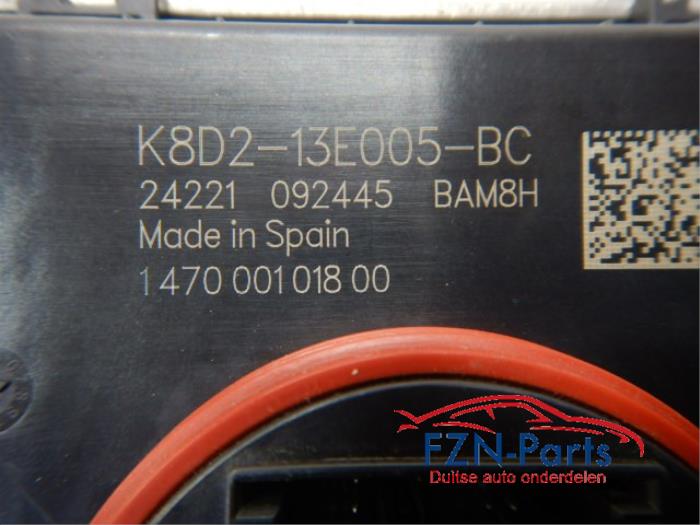 K8D2-13E005-BC
24221 092445 BAM8H
Made in Spain
1 470 001 018 00
FZN-Parts
Duitse auto onderdelen